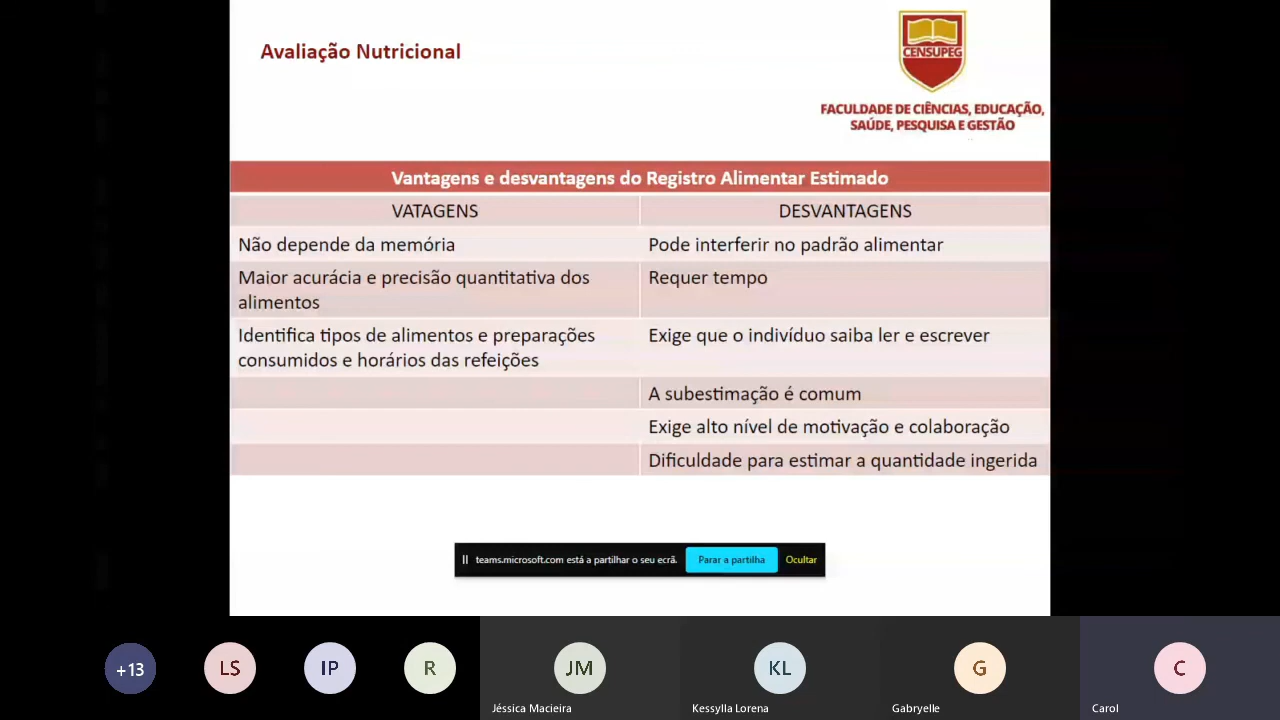 Avaliação Nutricional
CENSUPEG
FACULDADE DE CIÊNCIAS, EDUCAÇÃO,
SAÚDE, PESQUISA E GESTÃO
Vantagens e desvantagens do Registro Alimentar Estimado
VATAGENS
DESVANTAGENS
Não depende da memória
Pode interferir no padrão alimentar
Maior acurácia e precisão quantitativa dos
alimentos
Requer tempo
Identifica tipos de alimentos e preparações
consumidos e horários das refeições
Exige que o indivíduo saiba ler e escrever
A subestimação é comum
Exige alto nível de motivação e colaboração
Dificuldade para estimar a quantidade ingerida
teams.microsoft.com está a partilhar o seu ecrã.
Parar a partilha
Ocultar
+13
LS
IP
R
JM
KL
G
C
Jéssica Macieira
Kessylla Lorena
Gabryelle
Carol